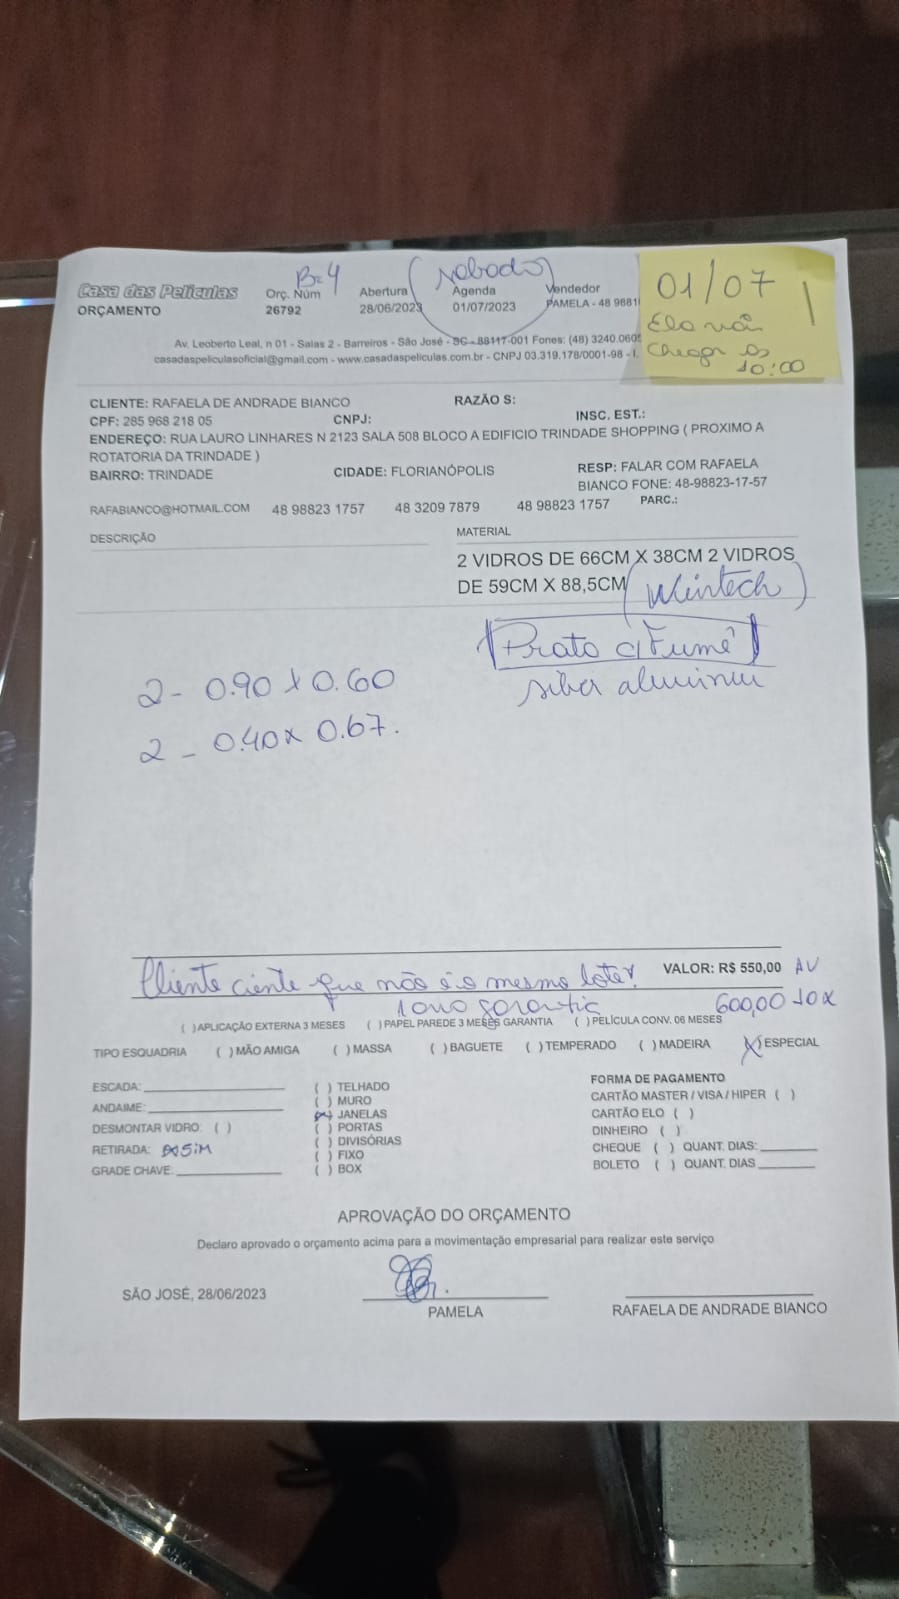 B=4
(Sabado)
01/07
Ela vai
Chegar às
10:00
Casa das Películas
ORÇAMENTO
Orç. Núm
26792
Abertura
28/06/2023
Agenda
01/07/2023
Vendedor
PAMELA - 48 9881
Av. Leoberto Leal, n 01 - Salas 2 - Barreiros - São José - SC - 88117-001 Fones: (48) 3240.060
casadaspeliculasoficial@gmail.com - www.casadaspeliculas.com.br - CNPJ 03.319.178/0001-98 - I.
CLIENTE: RAFAELA DE ANDRADE BIANCO RAZÃO S:
CPF: 285 968 218 05 CNPJ: INSC. EST.:
ENDEREÇO: RUA LAURO LINHARES N 2123 SALA 508 BLOCO A EDIFICIO TRINDADE SHOPPING ( PROXIMO A
ROTATORIA DA TRINDADE )
BAIRRO: TRINDADE CIDADE: FLORIANÓPOLIS RESP: FALAR COM RAFAELA
BIANCO FONE: 48-98823-17-57
RAFABIANCO@HOTMAIL.COM 48 98823 1757 48 3209 7879 48 98823 1757 PARC.:
DESCRIÇÃO MATERIAL
2 VIDROS DE 66CM X 38CM 2 VIDROS
DE 59CM X 88,5CM (Wintech)
Prata c/Fumê
silver aluminiu
2 - 0.90 x 0.60
2 - 0.40 x 0.67.
Cliente ciente que não é o mesmo lote! VALOR: R$ 550,00 AV
1 ano garantia 600,00 10x
( )APLICAÇÃO EXTERNA 3 MESES ( )PAPEL PAREDE 3 MESES GARANTIA ( )PELÍCULA CONV. 06 MESES
TIPO ESQUADRIA ( )MÃO AMIGA ( )MASSA ( )BAGUETE ( )TEMPERADO ( )MADEIRA (X)ESPECIAL
ESCADA:
ANDAIME:
DESMONTAR VIDRO: ( )
RETIRADA: (X) SIM
GRADE CHAVE:
( ) TELHADO
( ) MURO
(X) JANELAS
( ) PORTAS
( ) DIVISÓRIAS
( ) FIXO
( ) BOX
FORMA DE PAGAMENTO
CARTÃO MASTER / VISA / HIPER ( )
CARTÃO ELO ( )
DINHEIRO ( )
CHEQUE ( ) QUANT. DIAS:
BOLETO ( ) QUANT. DIAS
APROVAÇÃO DO ORÇAMENTO
Declaro aprovado o orçamento acima para a movimentação empresarial para realizar este serviço
SÃO JOSÉ, 28/06/2023
PAMELA
RAFAELA DE ANDRADE BIANCO